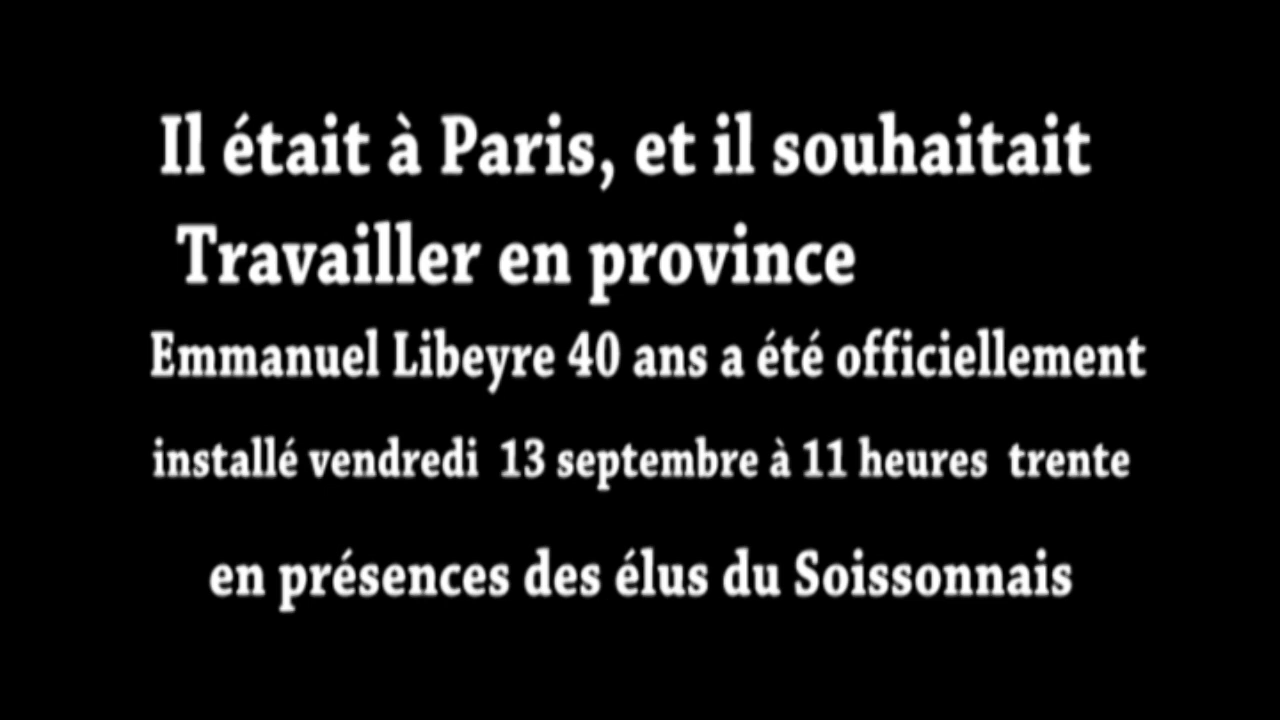 Il était à Paris, et il souhaitait
Travailler en province
Emmanuel Libeyre 40 ans a été officiellement
installé vendredi 13 septembre à 11 heures trente
en présences des élus du Soissonnais